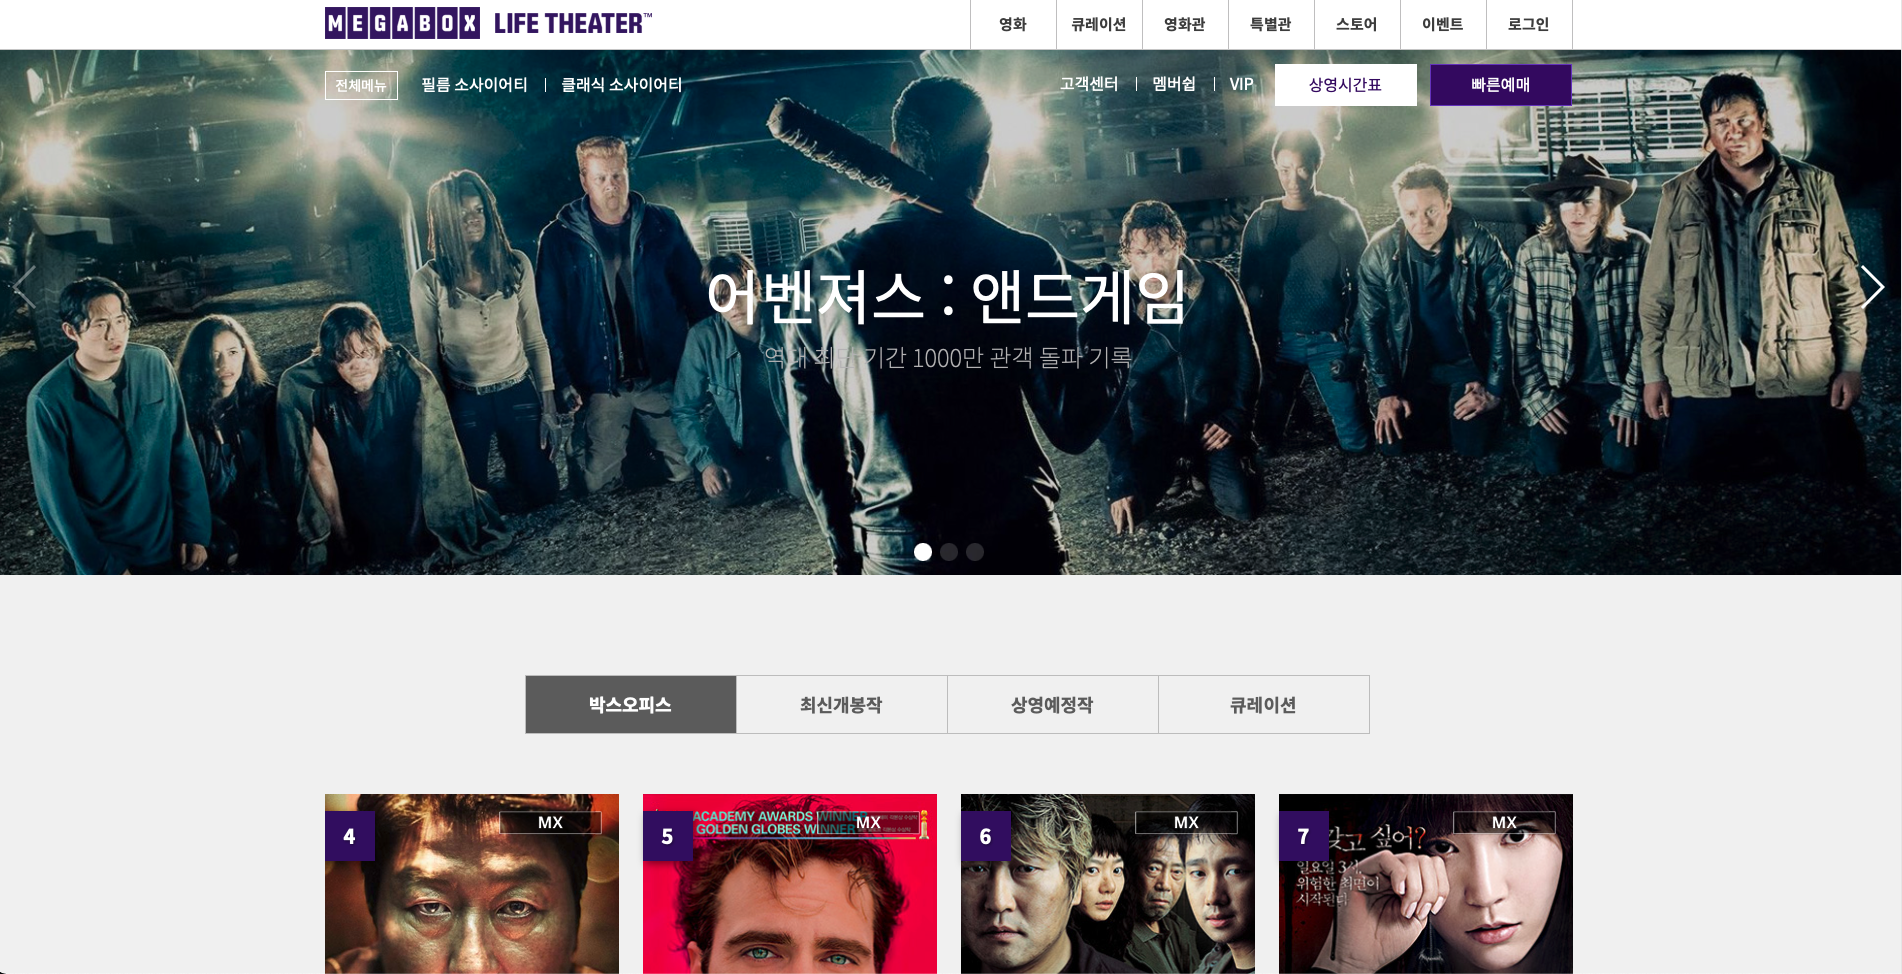 MEGABOX LIFE THEATER™
영화
큐레이션
영화관
특별관
스토어
이벤트
로그인
전체메뉴
필름 소사이어티
클래식 소사이어티
고객센터
멤버쉽
VIP
상영시간표
빠른예매
어벤져스 : 앤드게임
역대 최단 기간 1000만 관객 돌파 기록
박스오피스
최신개봉작
상영예정작
큐레이션
4
MX
5
ACADEMY AWARDS WINNER
GOLDEN GLOBES WINNER
MX
6
MX
7
MX
갖고 싶어?
일요일 3시,
위험한 최면이
시작된다